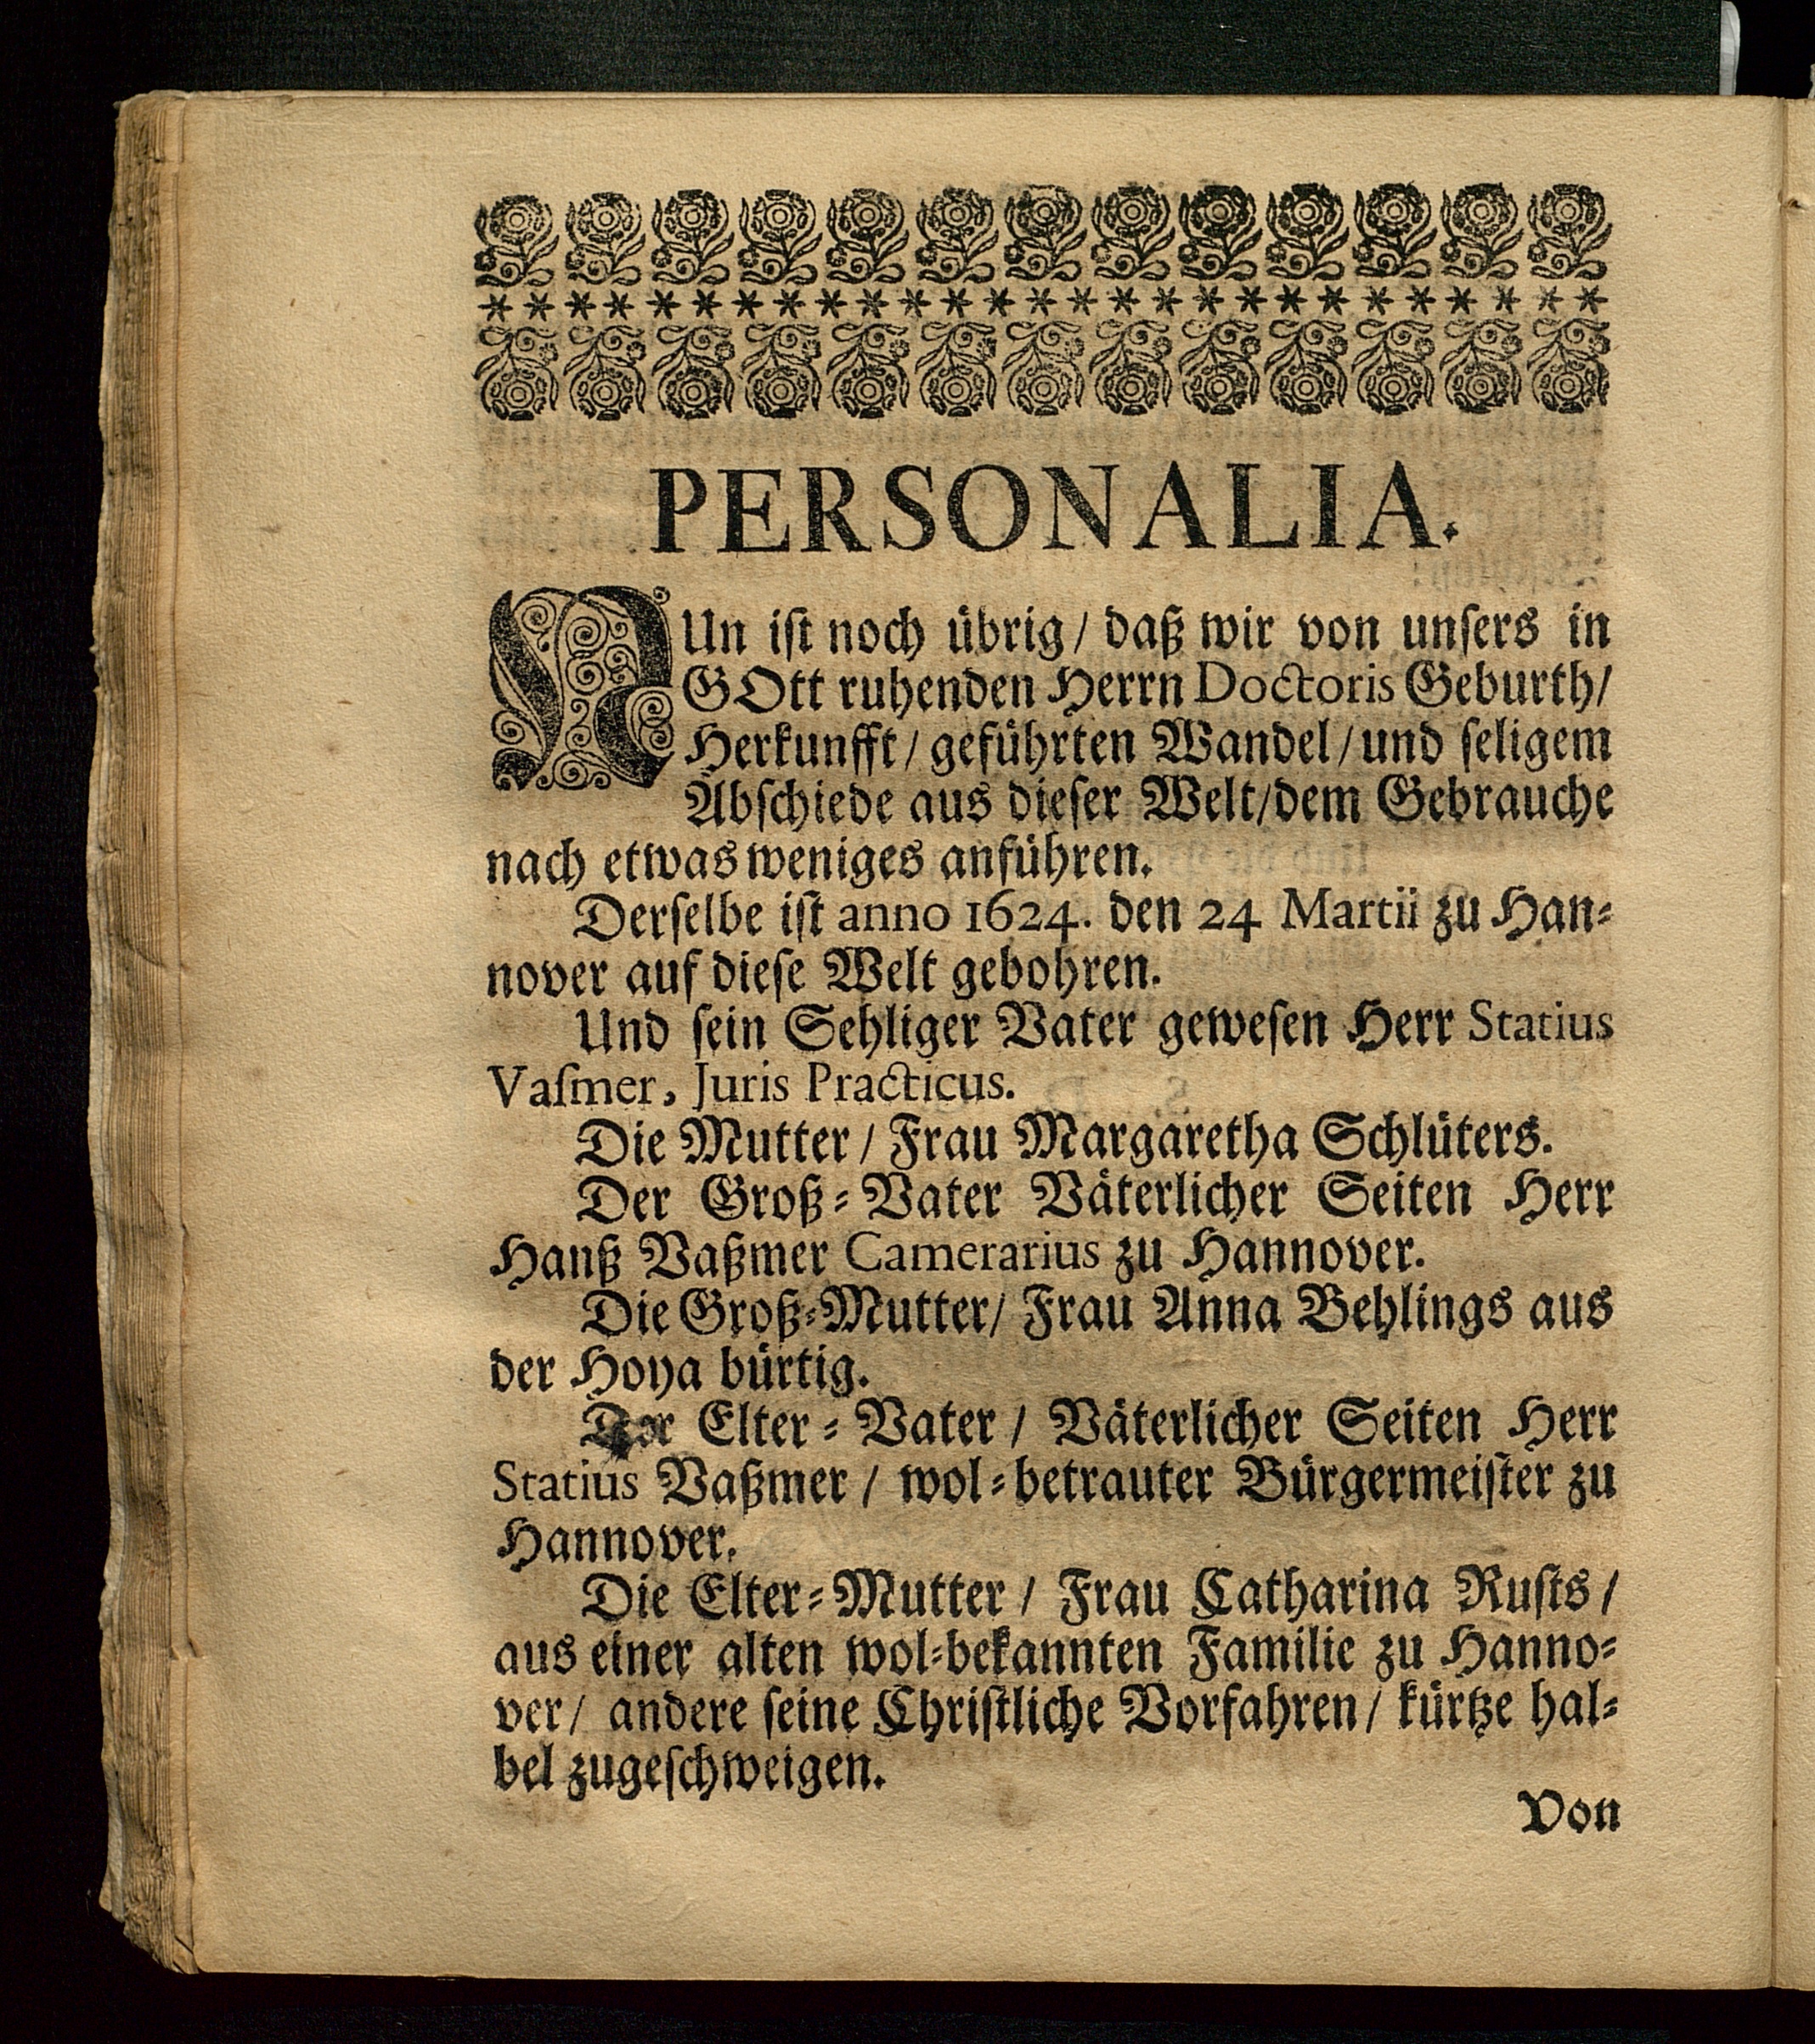 PERSONALIA.
NUn iſt noch übrig / daß wir von unſers in
GOtt ruhenden Herrn Doctoris Geburth /
Herkunfft / geführten Wandel / und ſeligem
Abſchiede aus dieſer Welt / dem Gebrauche
nach etwas weniges anführen.
Derſelbe iſt anno 1624. den 24 Martii zu Han⸗
nover auf dieſe Welt gebohren.
Und ſein Sehliger Vater geweſen Herr Statius
Vaſmer, Juris Practicus.
Die Mutter / Frau Margaretha Schlüters.
Der Groß⸗Vater Väterlicher Seiten Herr
Hanß Vaßmer Camerarius zu Hannover.
Die Groß⸗Mutter / Frau Anna Behlings aus
der Hoya bürtig.
Der Elter⸗Vater / Väterlicher Seiten Herr
Statius Vaßmer / wol⸗betrauter Bürgermeiſter zu
Hannover.
Die Elter⸗Mutter / Frau Catharina Ruſts /
aus einer alten wol⸗bekannten Familie zu Hanno⸗
ver / andere ſeine Chriſtliche Vorfahren / kürtze hal⸗
bel zugeſchweigen.
Von